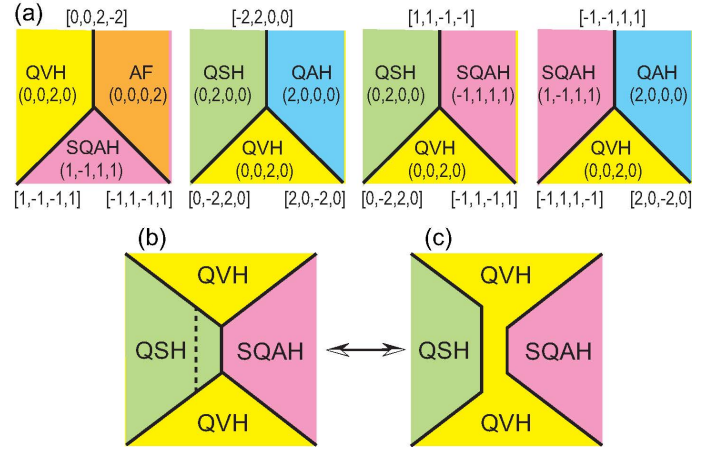 (a)
[0,0,2,-2] [-2,2,0,0] [1,1,-1,-1] [-1,-1,1,1]
QVH AF QSH QAH QSH SQAH SQAH QAH
(0,0,2,0) (0,0,0,2) (0,2,0,0) (2,0,0,0) (0,2,0,0) (-1,1,1,1) (1,-1,1,1) (2,0,0,0)
SQAH QVH QVH QVH
(1,-1,1,1) (0,0,2,0) (0,0,2,0) (0,0,2,0)
[1,-1,-1,1] [-1,1,-1,1] [0,-2,2,0] [2,0,-2,0] [0,-2,2,0] [-1,1,-1,1] [-1,1,1,-1] [2,0,-2,0]
(b) (c)
QVH QVH
QSH SQAH QSH SQAH
QVH QVH